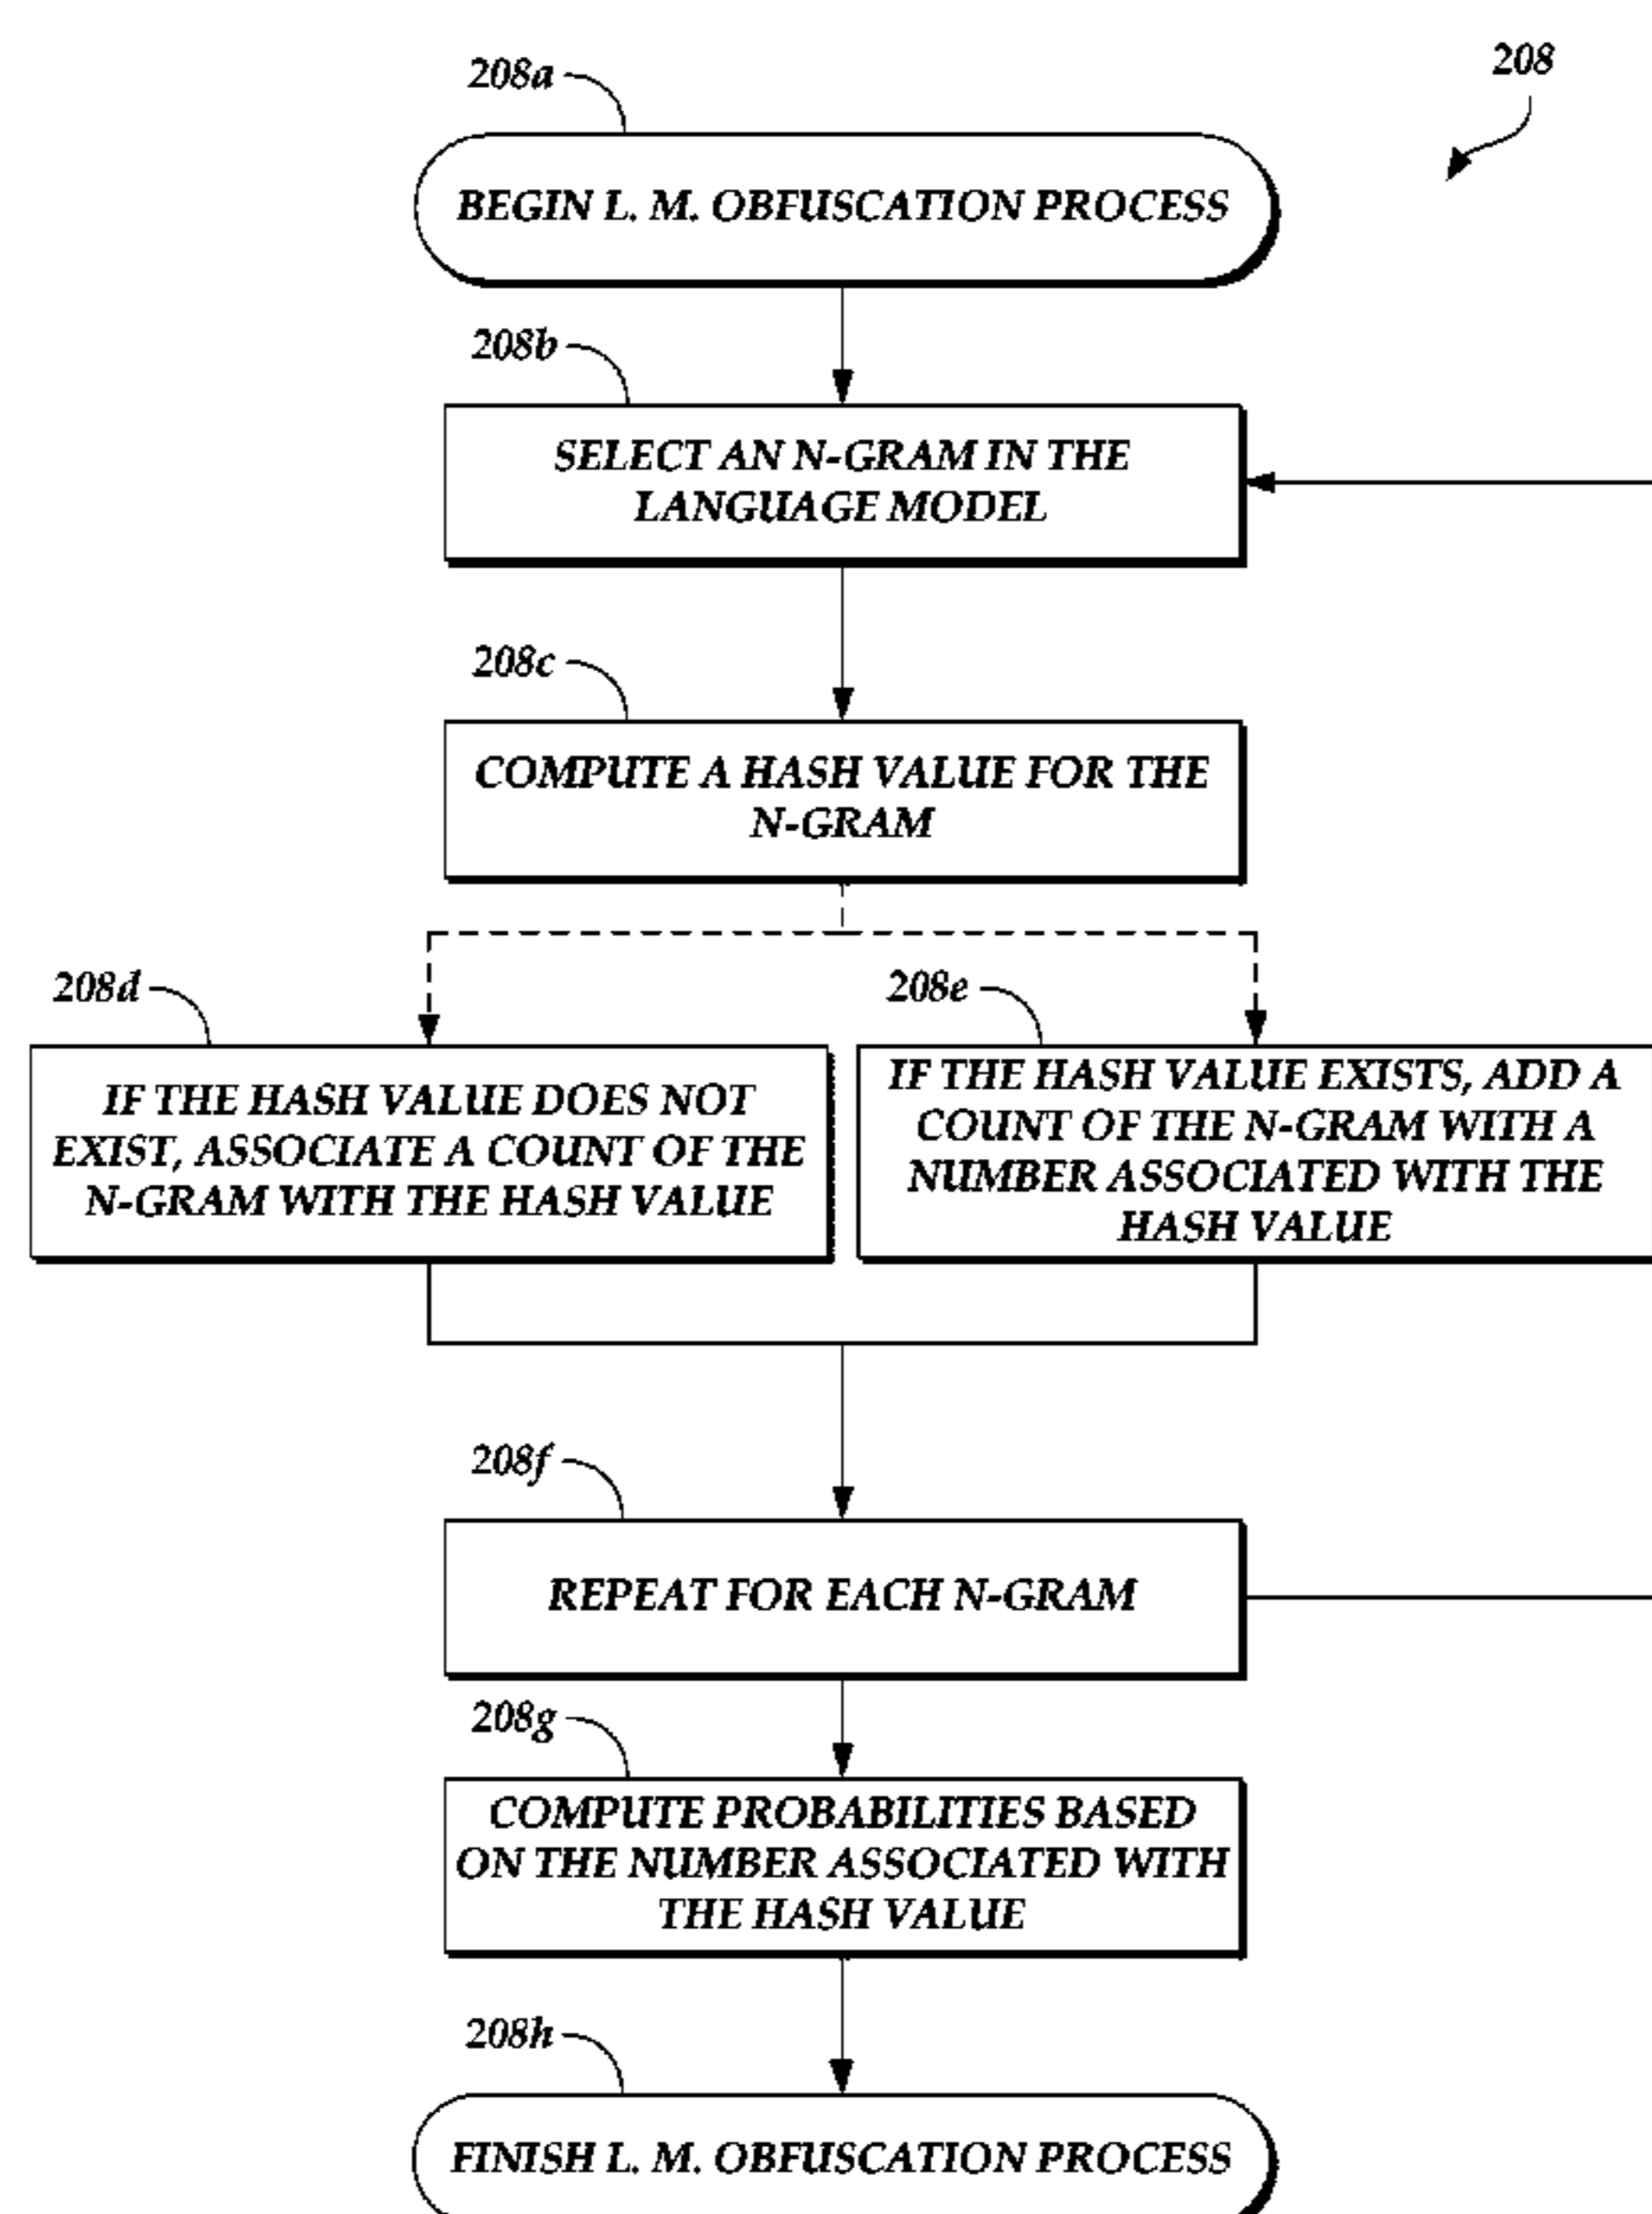 208a
208
BEGIN L. M. OBFUSCATION PROCESS
208b
SELECT AN N-GRAM IN THE
LANGUAGE MODEL
208c
COMPUTE A HASH VALUE FOR THE
N-GRAM
208d
IF THE HASH VALUE DOES NOT
EXIST, ASSOCIATE A COUNT OF THE
N-GRAM WITH THE HASH VALUE
208e
IF THE HASH VALUE EXISTS, ADD A
COUNT OF THE N-GRAM WITH A
NUMBER ASSOCIATED WITH THE
HASH VALUE
208f
REPEAT FOR EACH N-GRAM
208g
COMPUTE PROBABILITIES BASED
ON THE NUMBER ASSOCIATED WITH
THE HASH VALUE
208h
FINISH L. M. OBFUSCATION PROCESS